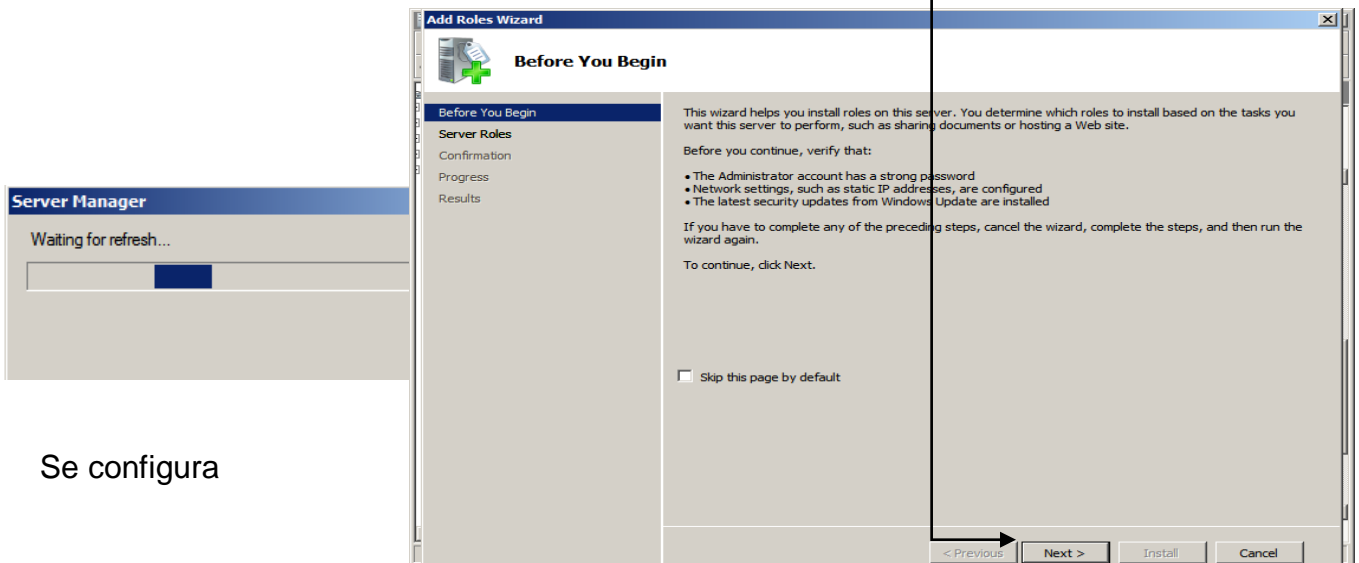 Add Roles Wizard
Before You Begin
Before You Begin
Server Roles
Confirmation
Progress
Results
This wizard helps you install roles on this server. You determine which roles to install based on the tasks you
want this server to perform, such as sharing documents or hosting a Web site.
Before you continue, verify that:
• The Administrator account has a strong password
• Network settings, such as static IP addresses, are configured
• The latest security updates from Windows Update are installed
If you have to complete any of the preceding steps, cancel the wizard, complete the steps, and then run the
wizard again.
To continue, click Next.
Skip this page by default
< Previous Next > Install Cancel
Server Manager
Waiting for refresh...
Se configura